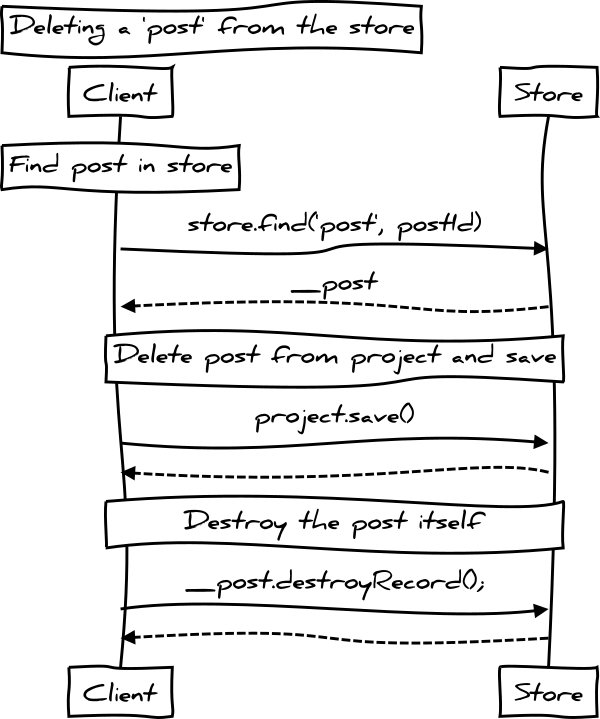 Deleting a 'post' from the store
Client
Store
Find post in store
store.find('post', postId)
__post
Delete post from project and save
project.save()
Destroy the post itself
__post.destroyRecord();
Client
Store